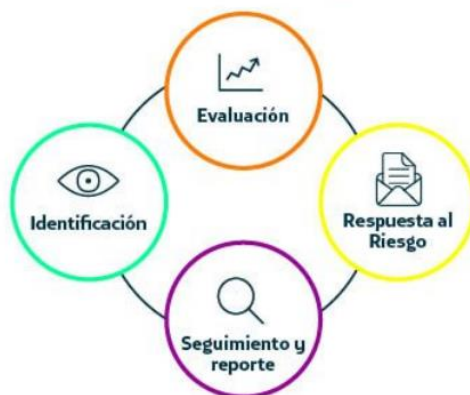 Evaluación
Identificación
Respuesta al
Riesgo
Seguimiento y
reporte